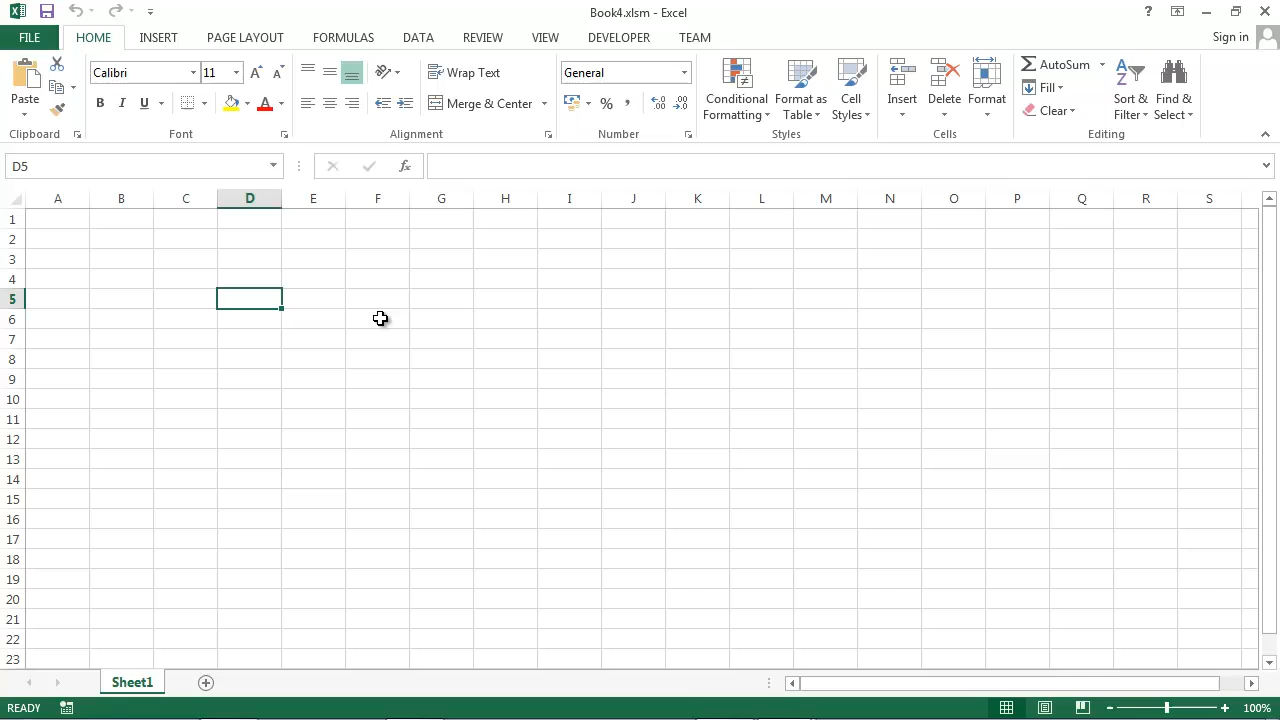 Book4.xlsm - Excel
FILE HOME INSERT PAGE LAYOUT FORMULAS DATA REVIEW VIEW DEVELOPER TEAM Sign in
Paste
Clipboard
Calibri 11
B I U A
Font
Wrap Text
Merge & Center
Alignment
General
%
Number
Conditional Formatting
Format as Table
Cell Styles
Styles
Insert
Delete
Format
Cells
AutoSum
Fill
Clear
Sort & Filter
Find & Select
Editing
D5
fx
A B C D E F G H I J K L M N O P Q R S
1
2
3
4
5
6
7
8
9
10
11
12
13
14
15
16
17
18
19
20
21
22
23
Sheet1
READY
100%